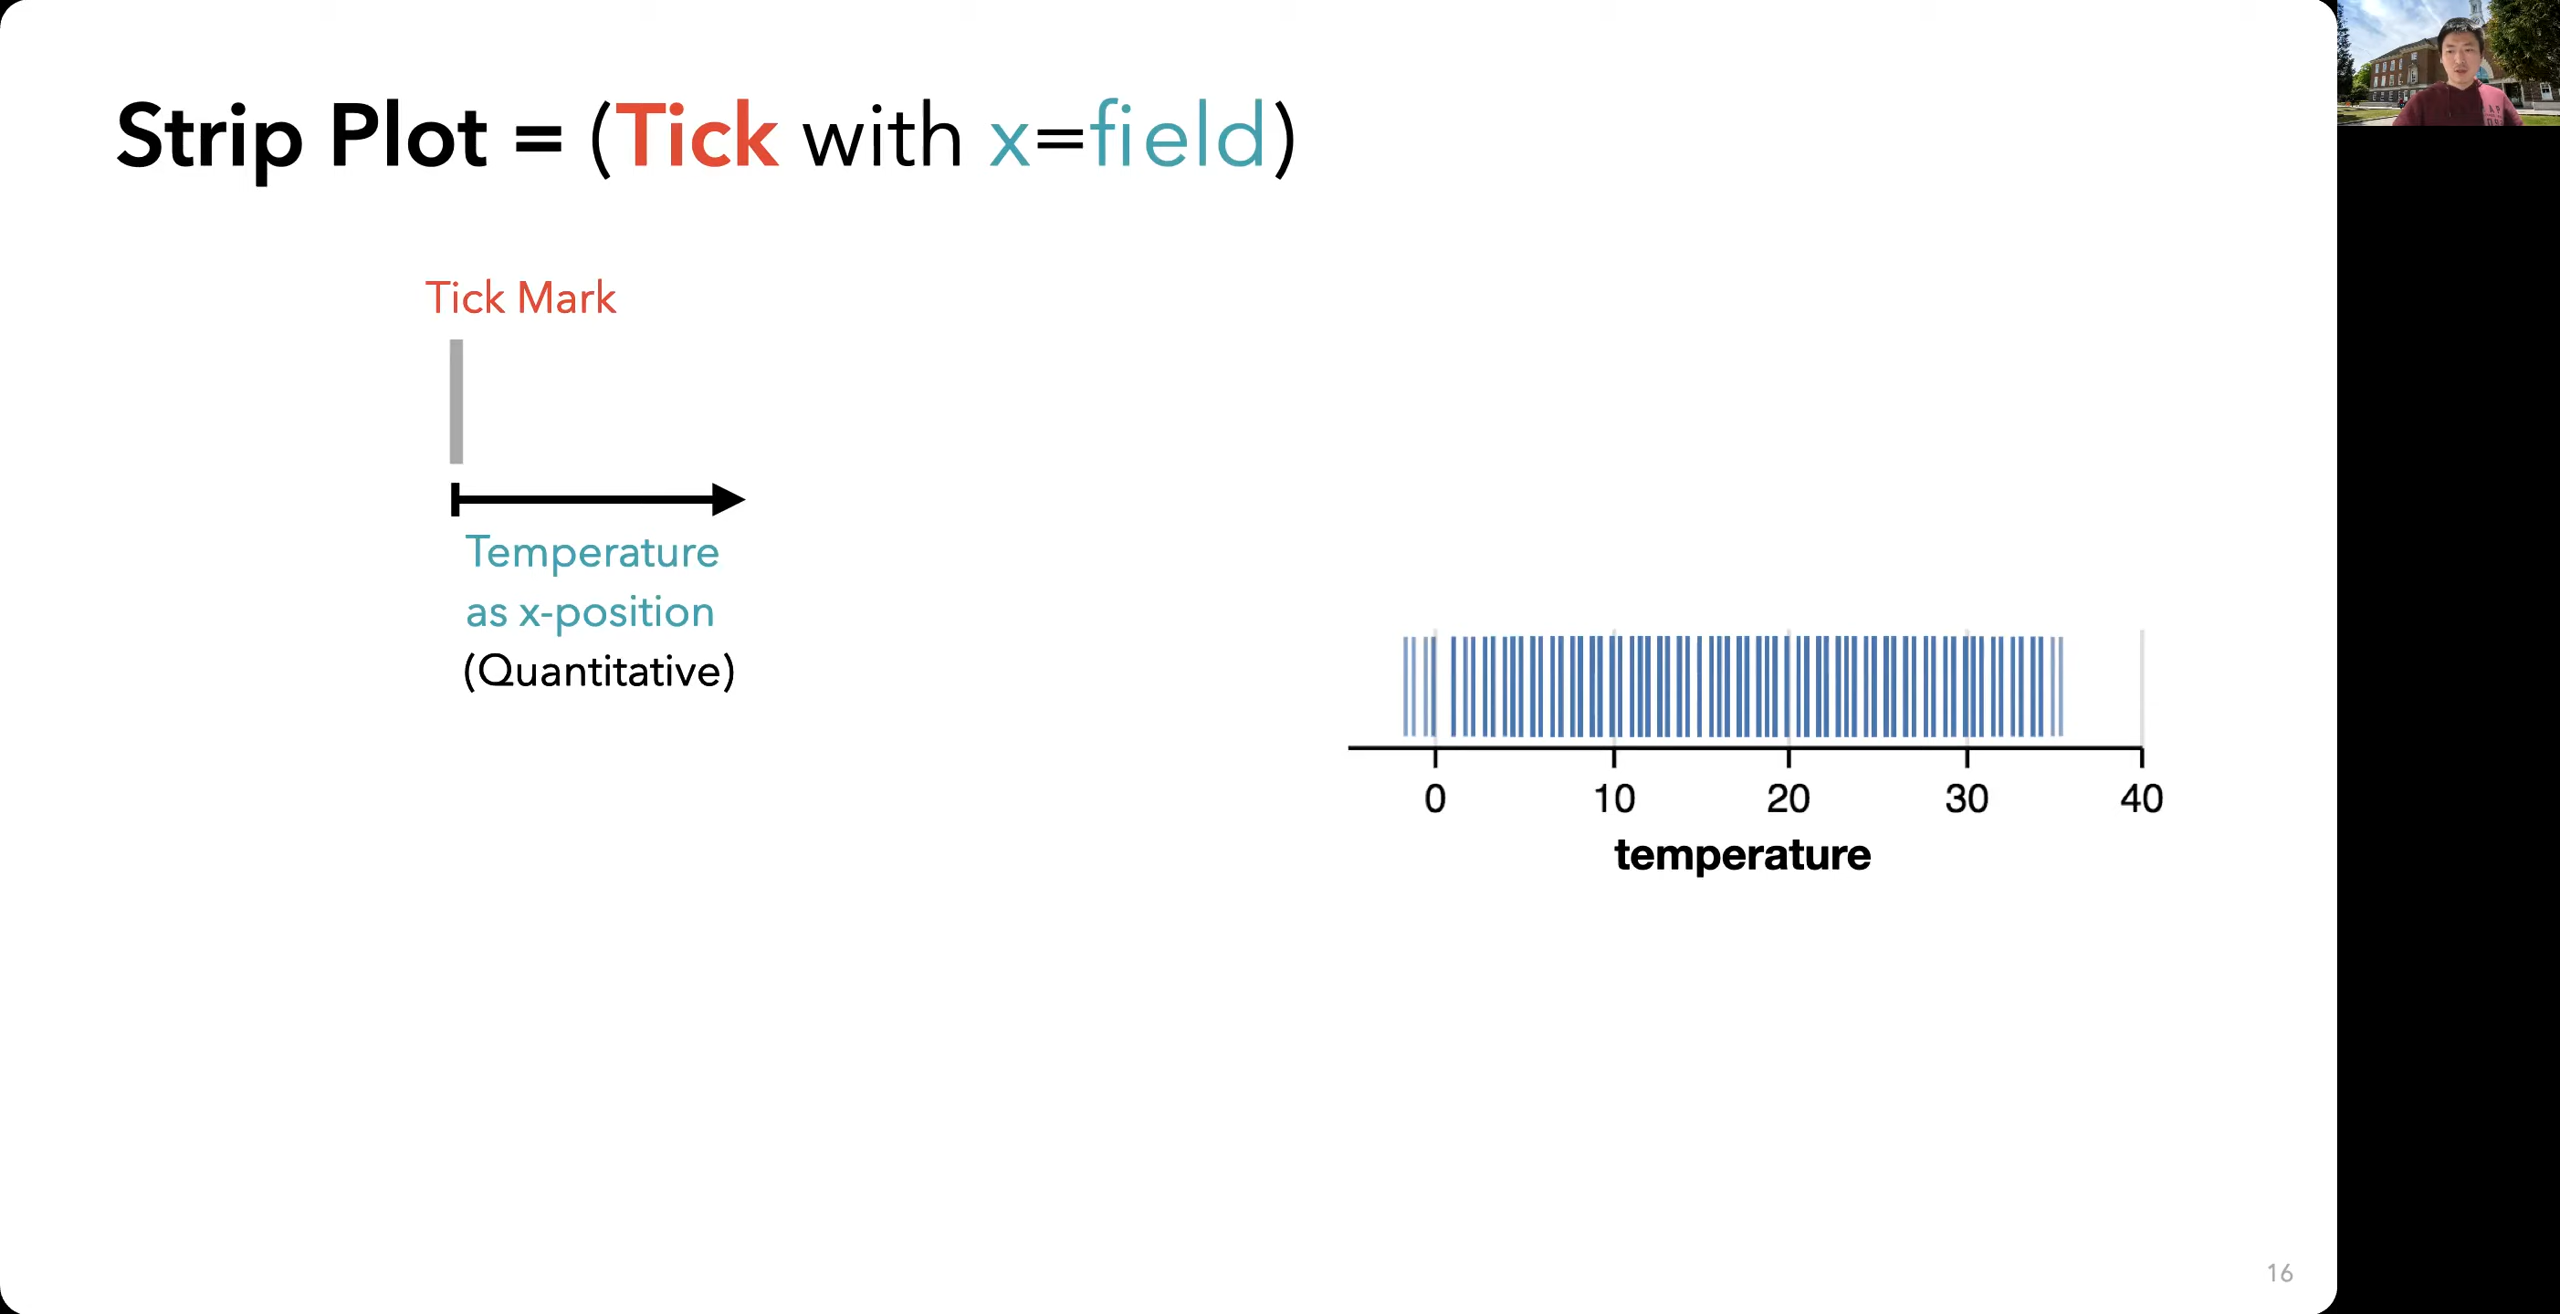 Strip Plot = (Tick with x=field)
Tick Mark
Temperature
as x-position
(Quantitative)
0 10 20 30 40
temperature
16